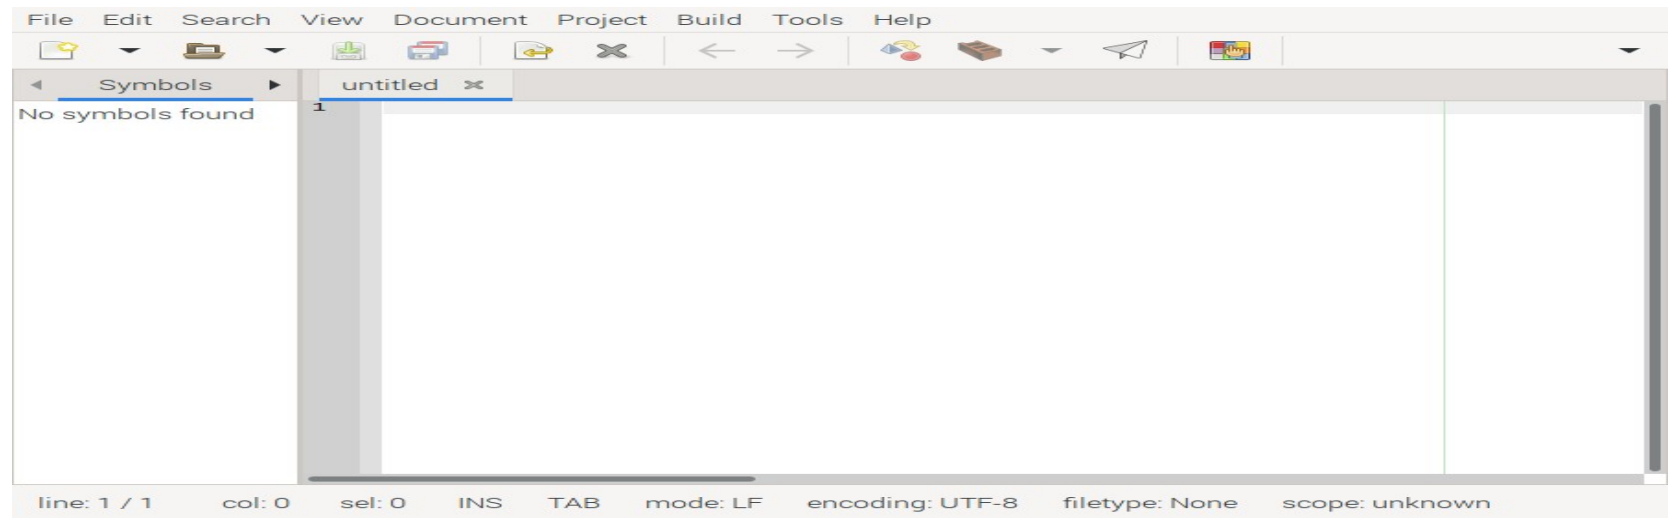 File Edit Search View Document Project Build Tools Help
Symbols untitled
No symbols found 1
line: 1 / 1 col: 0 sel: 0 INS TAB mode: LF encoding: UTF-8 filetype: None scope: unknown